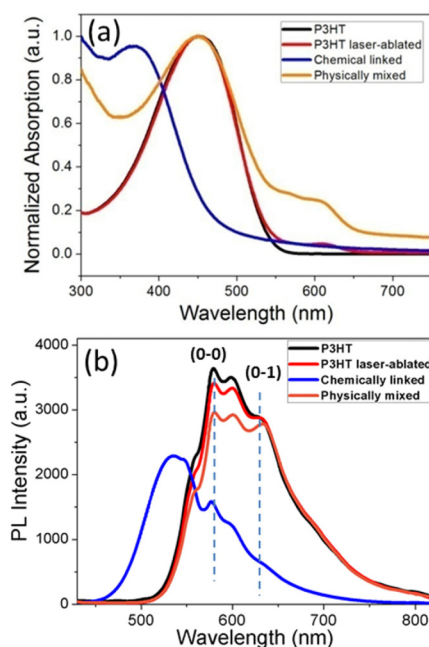 (a)
P3HT
P3HT laser-ablated
Chemical linked
Physically mixed
Normalized Absorption (a.u.)
1.0
0.8
0.6
0.4
0.2
0.0
300 400 500 600 700
Wavelength (nm)
(b)
(0-0)
(0-1)
P3HT
P3HT laser-ablated
Chemically linked
Physically mixed
PL Intensity (a.u.)
4000
3000
2000
1000
0
500 600 700 800
Wavelength (nm)